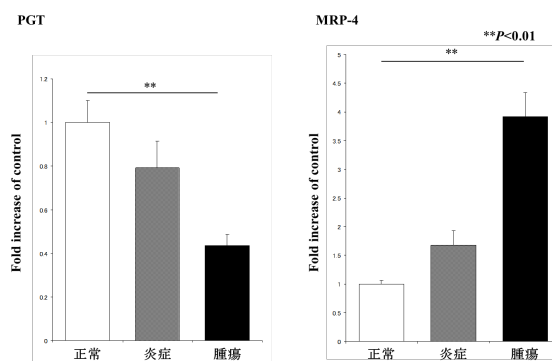 PGT
MRP-4
**P<0.01
**
Fold increase of control
1.2
1
0.8
0.6
0.4
0.2
0
正常
炎症
腫瘍
**
Fold increase of control
5
4.5
4
3.5
3
2.5
2
1.5
1
0.5
0
正常
炎症
腫瘍